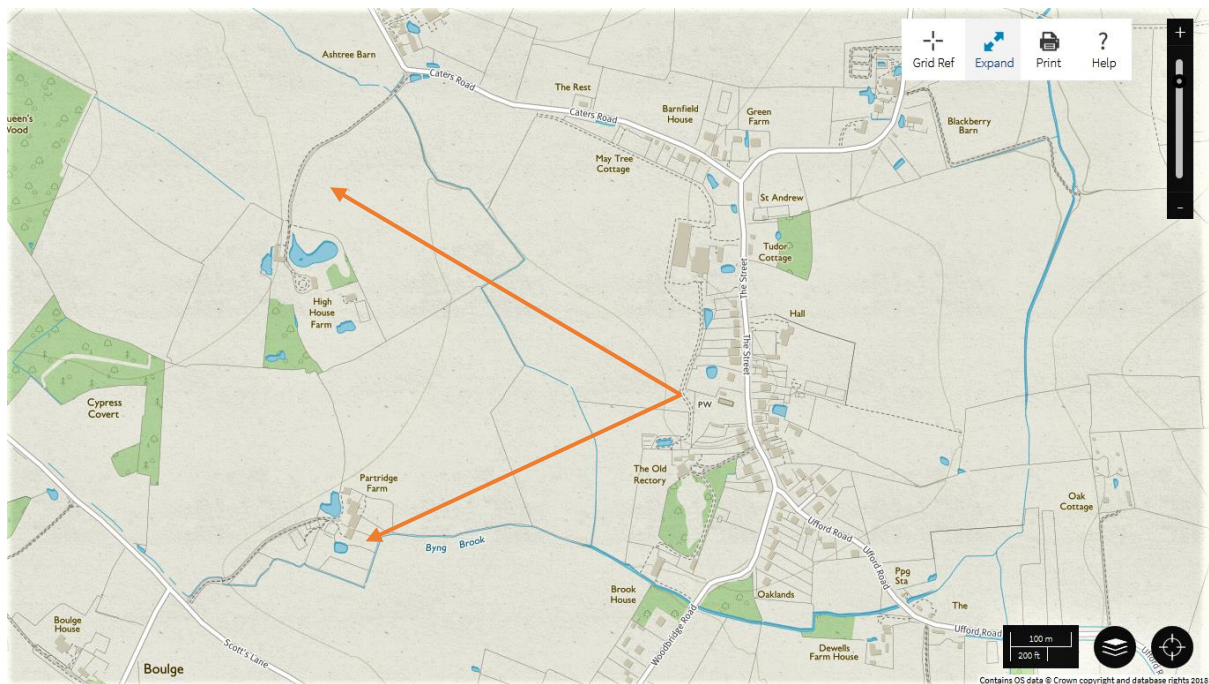 Grid Ref
Expand
Print
?
Help
+
-
Ashtree Barn
Caters Road
The Rest
Caters Road
Barnfield
House
Green
Farm
Blackberry
Barn
Queen's
Wood
May Tree
Cottage
St Andrew
Tudor
Cottage
The Street
High
House
Farm
Hall
The Street
Cypress
Covert
PW
Partridge
Farm
The Old
Rectory
Oak
Cottage
Ufford Road
Ufford Road
Byng Brook
Ppg
Sta
Brook
House
Oaklands
The
Boulge
House
Woodbridge Road
Ufford Road
Dewells
Farm House
Scott's Lane
Boulge
100 m
200 ft
Ufford R
Contains OS data © Crown copyright and database rights 2018